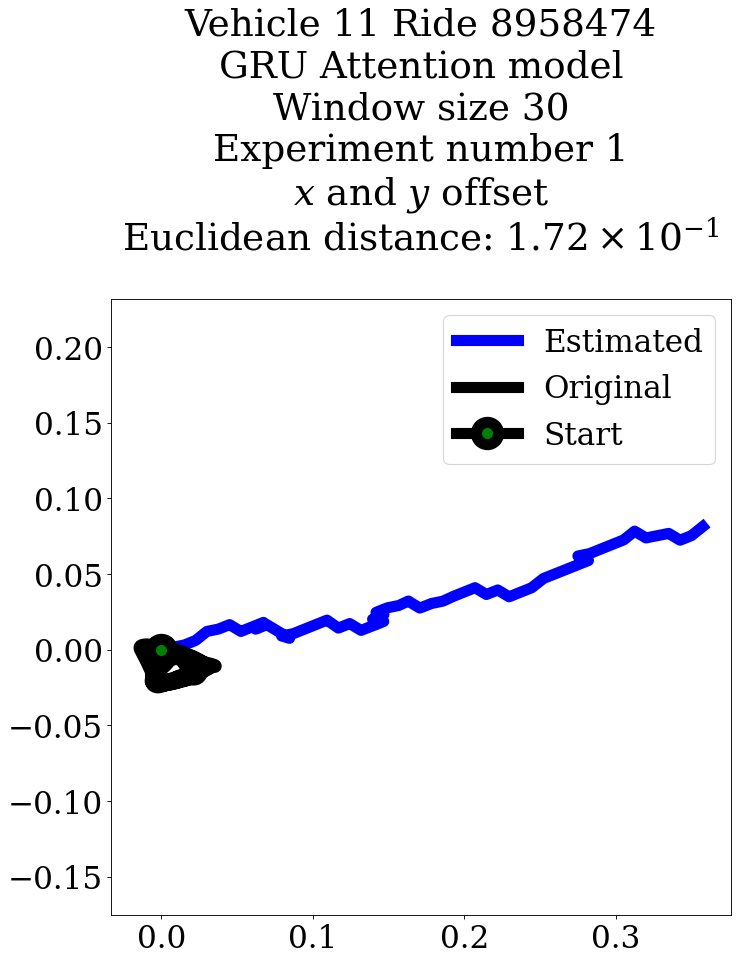 Vehicle 11 Ride 8958474
GRU Attention model
Window size 30
Experiment number 1
x and y offset
Euclidean distance: 1.72 × 10⁻¹
Estimated
Original
Start
0.20
0.15
0.10
0.05
0.00
−0.05
−0.10
−0.15
0.0 0.1 0.2 0.3